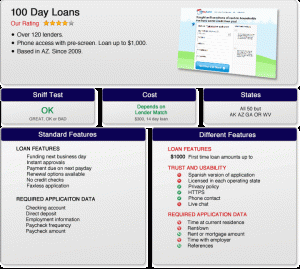 100 Day Loans
Our Rating
Over 120 lenders.
Phone access with pre-screen. Loan up to $1,000.
Based in AZ. Since 2009.
Sniff Test
OK
GREAT, OK or BAD
Cost
Depends on
Lender Match
$300, 14 day loan
States
All 50 but
AK AZ GA OR WV
Standard Features
LOAN FEATURES
Funding next business day
Instant approvals
Payment due on next payday
Renewal options available
No credit checks
Faxless application
REQUIRED APPLICAITON DATA
Checking account
Direct deposit
Employment information
Paycheck frequency
Paycheck amount
Different Features
LOAN FEATURES
$1000 First time loan amounts up to
TRUST AND USABILITY
Spanish version of application
Licensed in each operating state
Privacy policy
HTTPS
Phone contact
Live chat
REQUIRED APPLICATION DATA
Time at current residence
Rent/own
Rent or mortgage amount
Time with employer
References